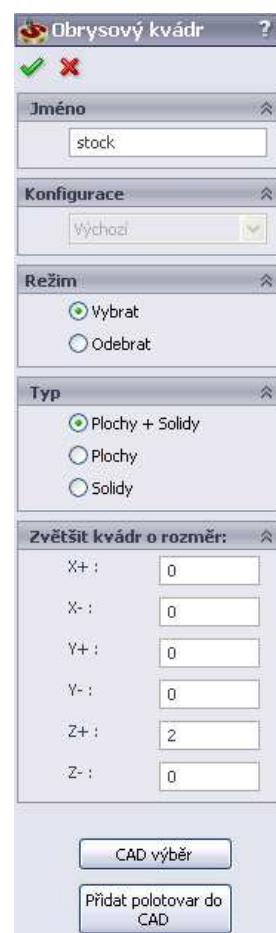 Obrysový kvádr ?
Jméno
stock
Konfigurace
Výchozí
Režim
Vybrat
Odebrat
Typ
Plochy + Solidy
Plochy
Solidy
Zvětšit kvádr o rozměr:
X+ : 0
X- : 0
Y+ : 0
Y- : 0
Z+ : 2
Z- : 0
CAD výběr
Přidat polotovar do
CAD